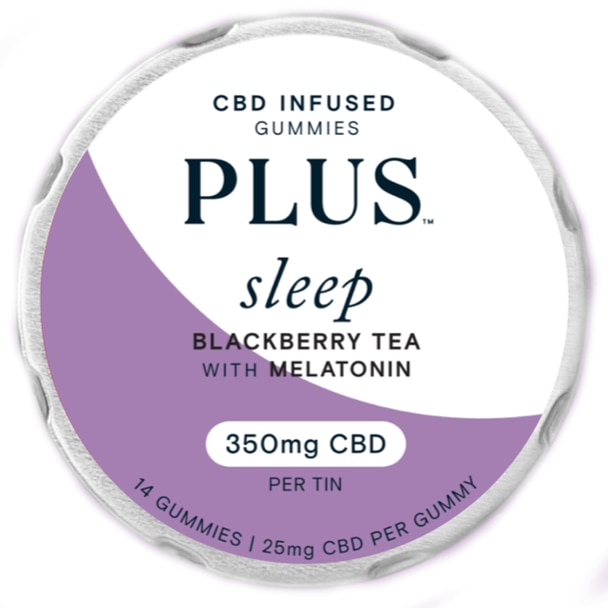 CBD INFUSED
GUMMIES
PLUS™
sleep
BLACKBERRY TEA
WITH MELATONIN
350mg CBD
PER TIN
14 GUMMIES | 25mg CBD PER GUMMY